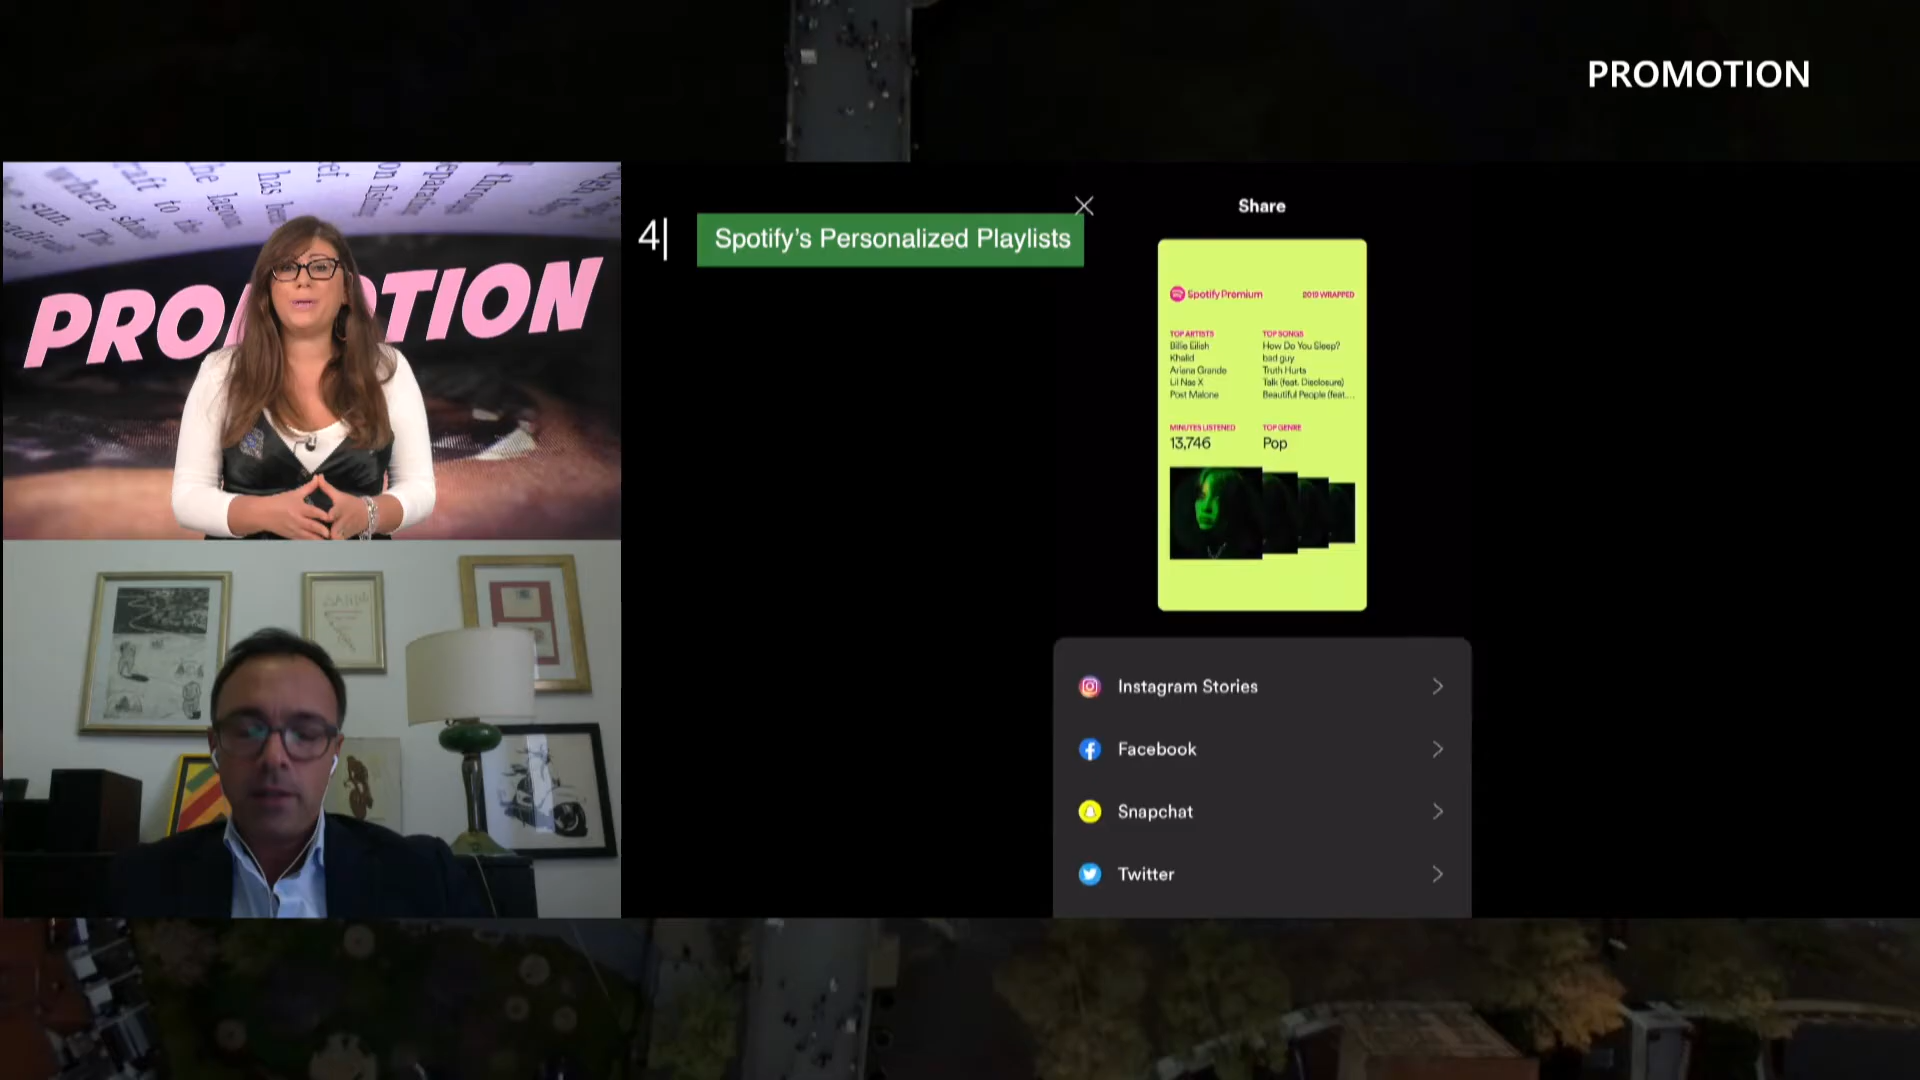 PROMOTION
PROMOTION
4|
Spotify's Personalized Playlists
Share
Spotify Premium
2019 WRAPPED
TOP ARTISTS
Billie Eilish
Khalid
Ariana Grande
Lil Nas X
Post Malone
TOP SONGS
How Do You Sleep?
bad guy
Truth Hurts
Talk (feat. Disclosure)
Beautiful People (feat....
MINUTES LISTENED
13,746
TOP GENRE
Pop
Instagram Stories
Facebook
Snapchat
Twitter